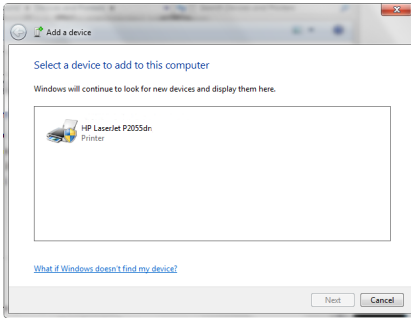 Add a device
Select a device to add to this computer
Windows will continue to look for new devices and display them here.
HP LaserJet P2055dn
Printer
What if Windows doesn't find my device?
Next
Cancel